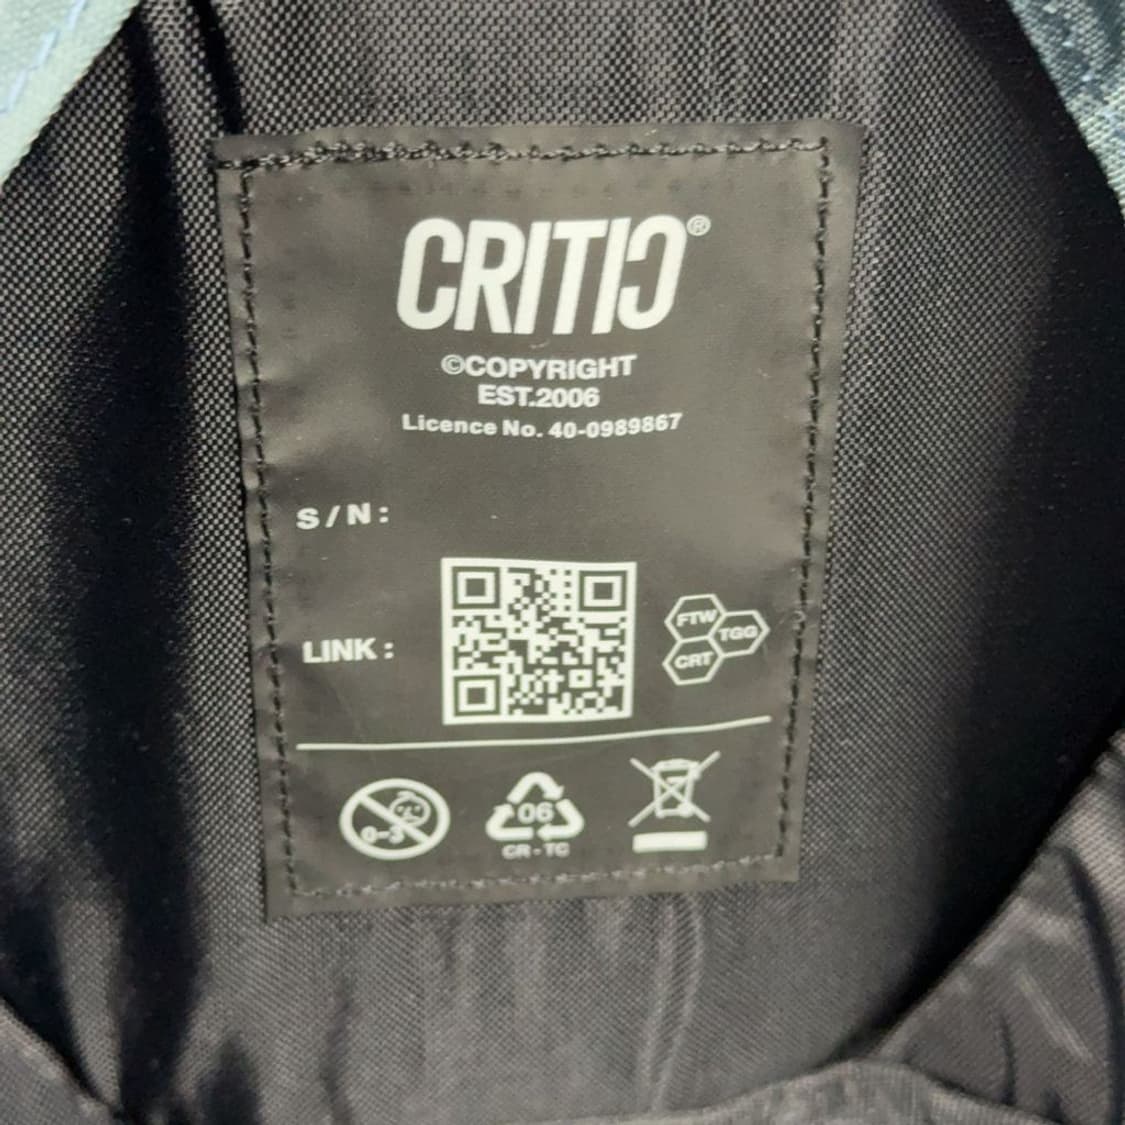 CRITIC®
©COPYRIGHT
EST.2006
Licence No. 40-0989867
S/N:
LINK:
FTW
TGG
CRT
0-3
06
CR-TC